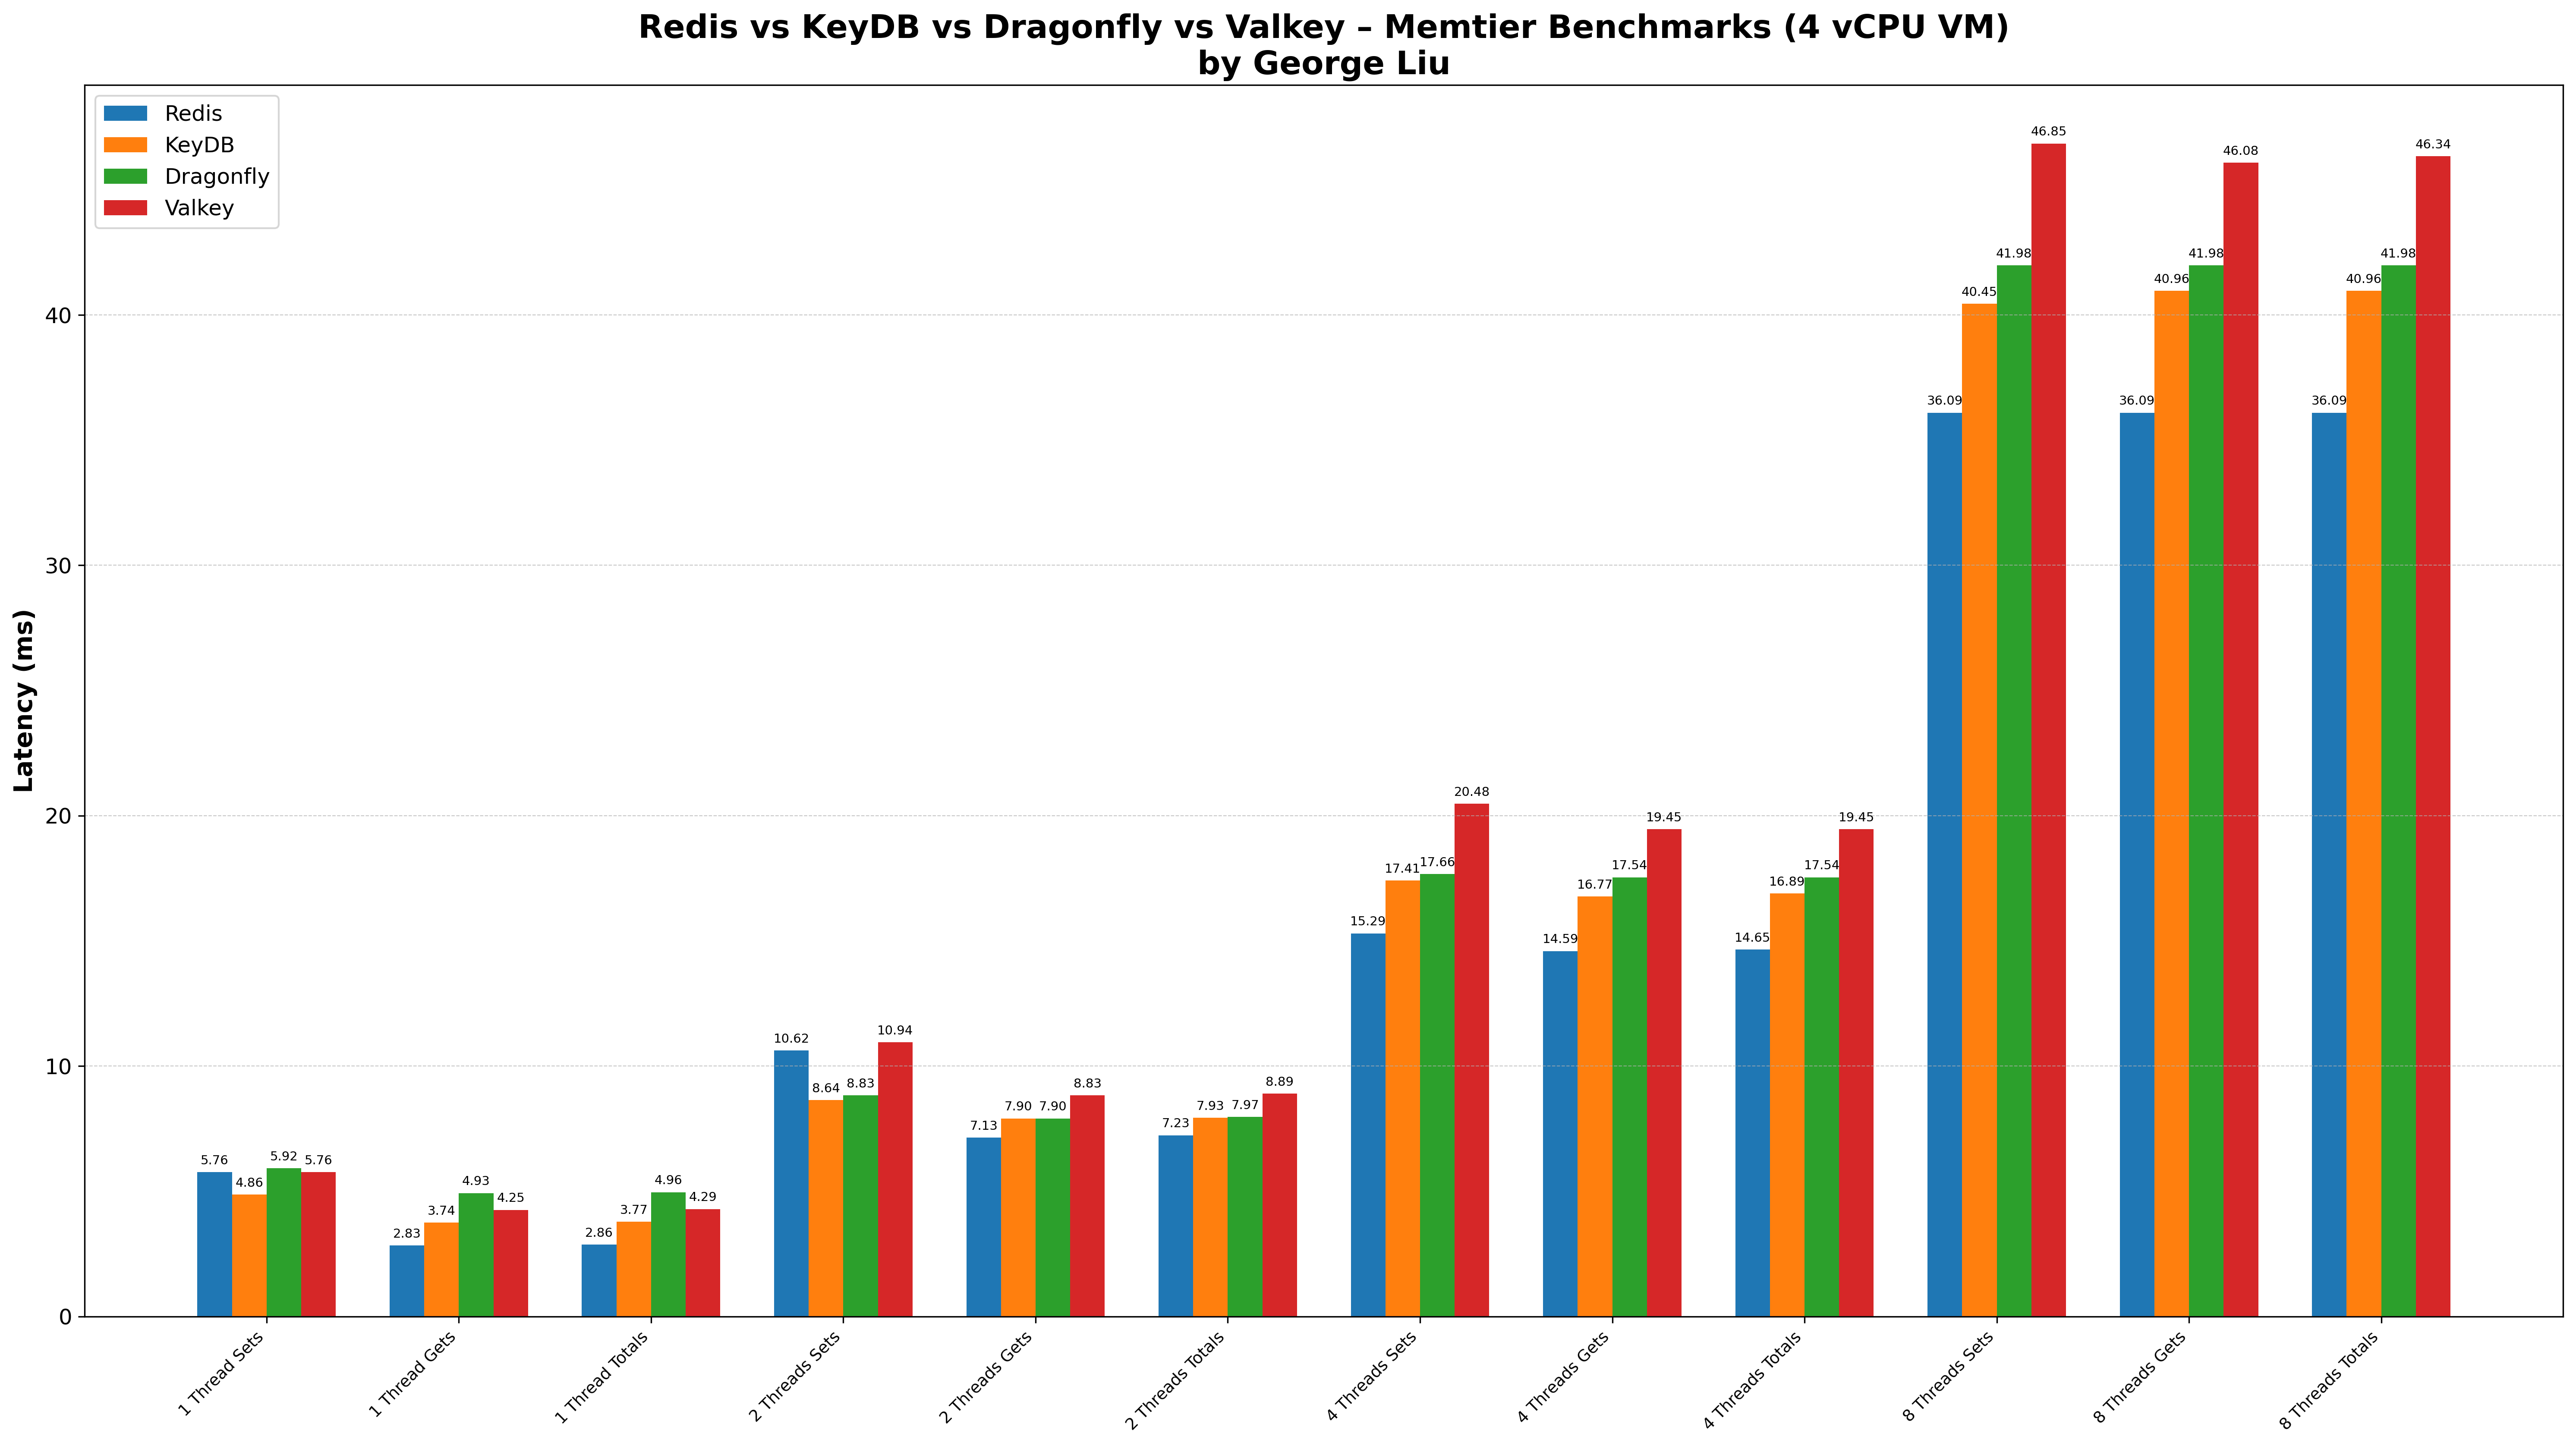 Redis vs KeyDB vs Dragonfly vs Valkey – Memtier Benchmarks (4 vCPU VM)
by George Liu
Redis
KeyDB
Dragonfly
Valkey
Latency (ms)
40
30
20
10
0
5.76
4.86
5.92
5.76
2.83
3.74
4.93
4.25
2.86
3.77
4.96
4.29
10.62
8.64
8.83
10.94
7.13
7.90
7.90
8.83
7.23
7.93
7.97
8.89
15.29
17.41
17.66
20.48
14.59
16.77
17.54
19.45
14.65
16.89
17.54
19.45
36.09
40.45
41.98
46.85
36.09
40.96
41.98
46.08
36.09
40.96
41.98
46.34
1 Thread Sets
1 Thread Gets
1 Thread Totals
2 Threads Sets
2 Threads Gets
2 Threads Totals
4 Threads Sets
4 Threads Gets
4 Threads Totals
8 Threads Sets
8 Threads Gets
8 Threads Totals